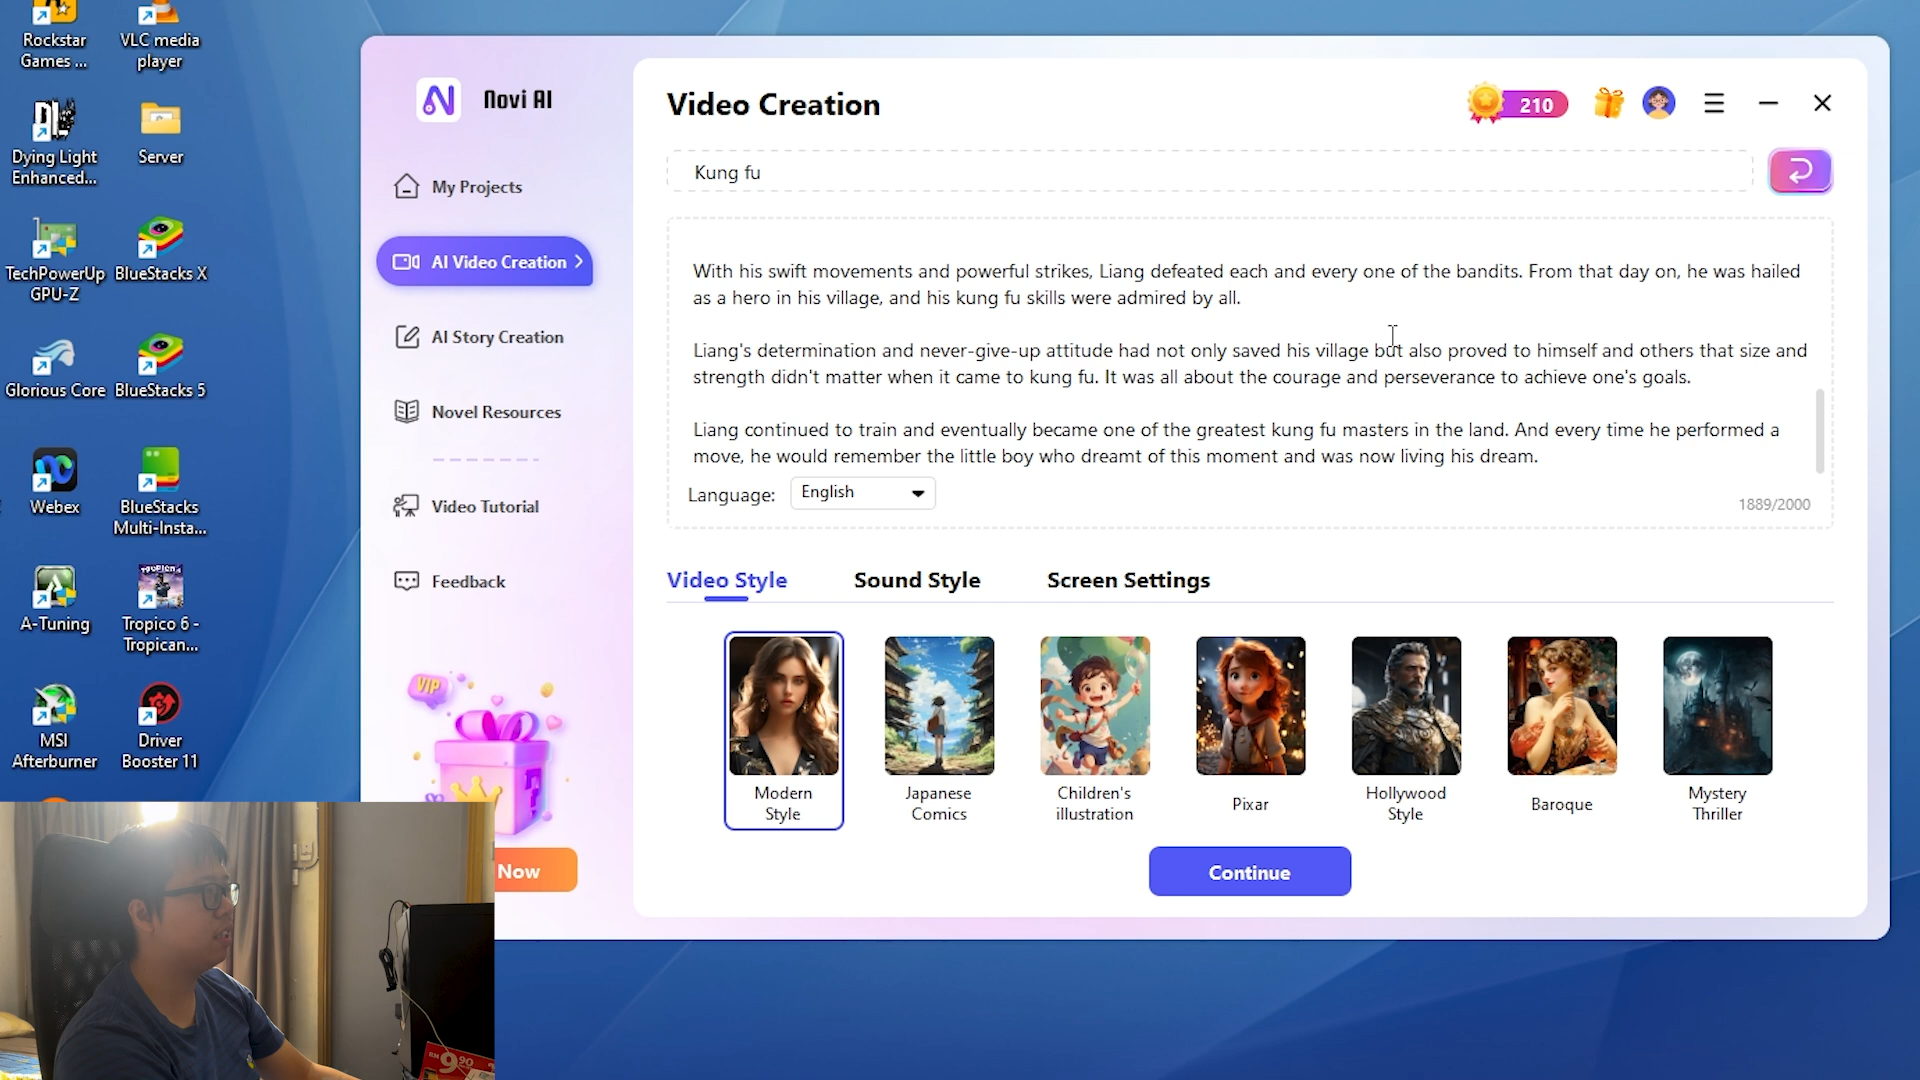 Rockstar
Games ...
VLC media
player
Dying Light
Enhanced...
Server
TechPowerUp
GPU-Z
BlueStacks X
Glorious Core
BlueStacks 5
Webex
BlueStacks
Multi-Insta...
A-Tuning
Tropico 6 -
Tropican...
MSI
Afterburner
Driver
Booster 11
Novi AI
My Projects
AI Video Creation
AI Story Creation
Novel Resources
Video Tutorial
Feedback
VIP
Now
Video Creation
210
Kung fu
With his swift movements and powerful strikes, Liang defeated each and every one of the bandits. From that day on, he was hailed
as a hero in his village, and his kung fu skills were admired by all.
Liang's determination and never-give-up attitude had not only saved his village but also proved to himself and others that size and
strength didn't matter when it came to kung fu. It was all about the courage and perseverance to achieve one's goals.
Liang continued to train and eventually became one of the greatest kung fu masters in the land. And every time he performed a
move, he would remember the little boy who dreamt of this moment and was now living his dream.
Language:
English
1889/2000
Video Style
Sound Style
Screen Settings
Modern
Style
Japanese
Comics
Children's
illustration
Pixar
Hollywood
Style
Baroque
Mystery
Thriller
Continue
RM 9.90